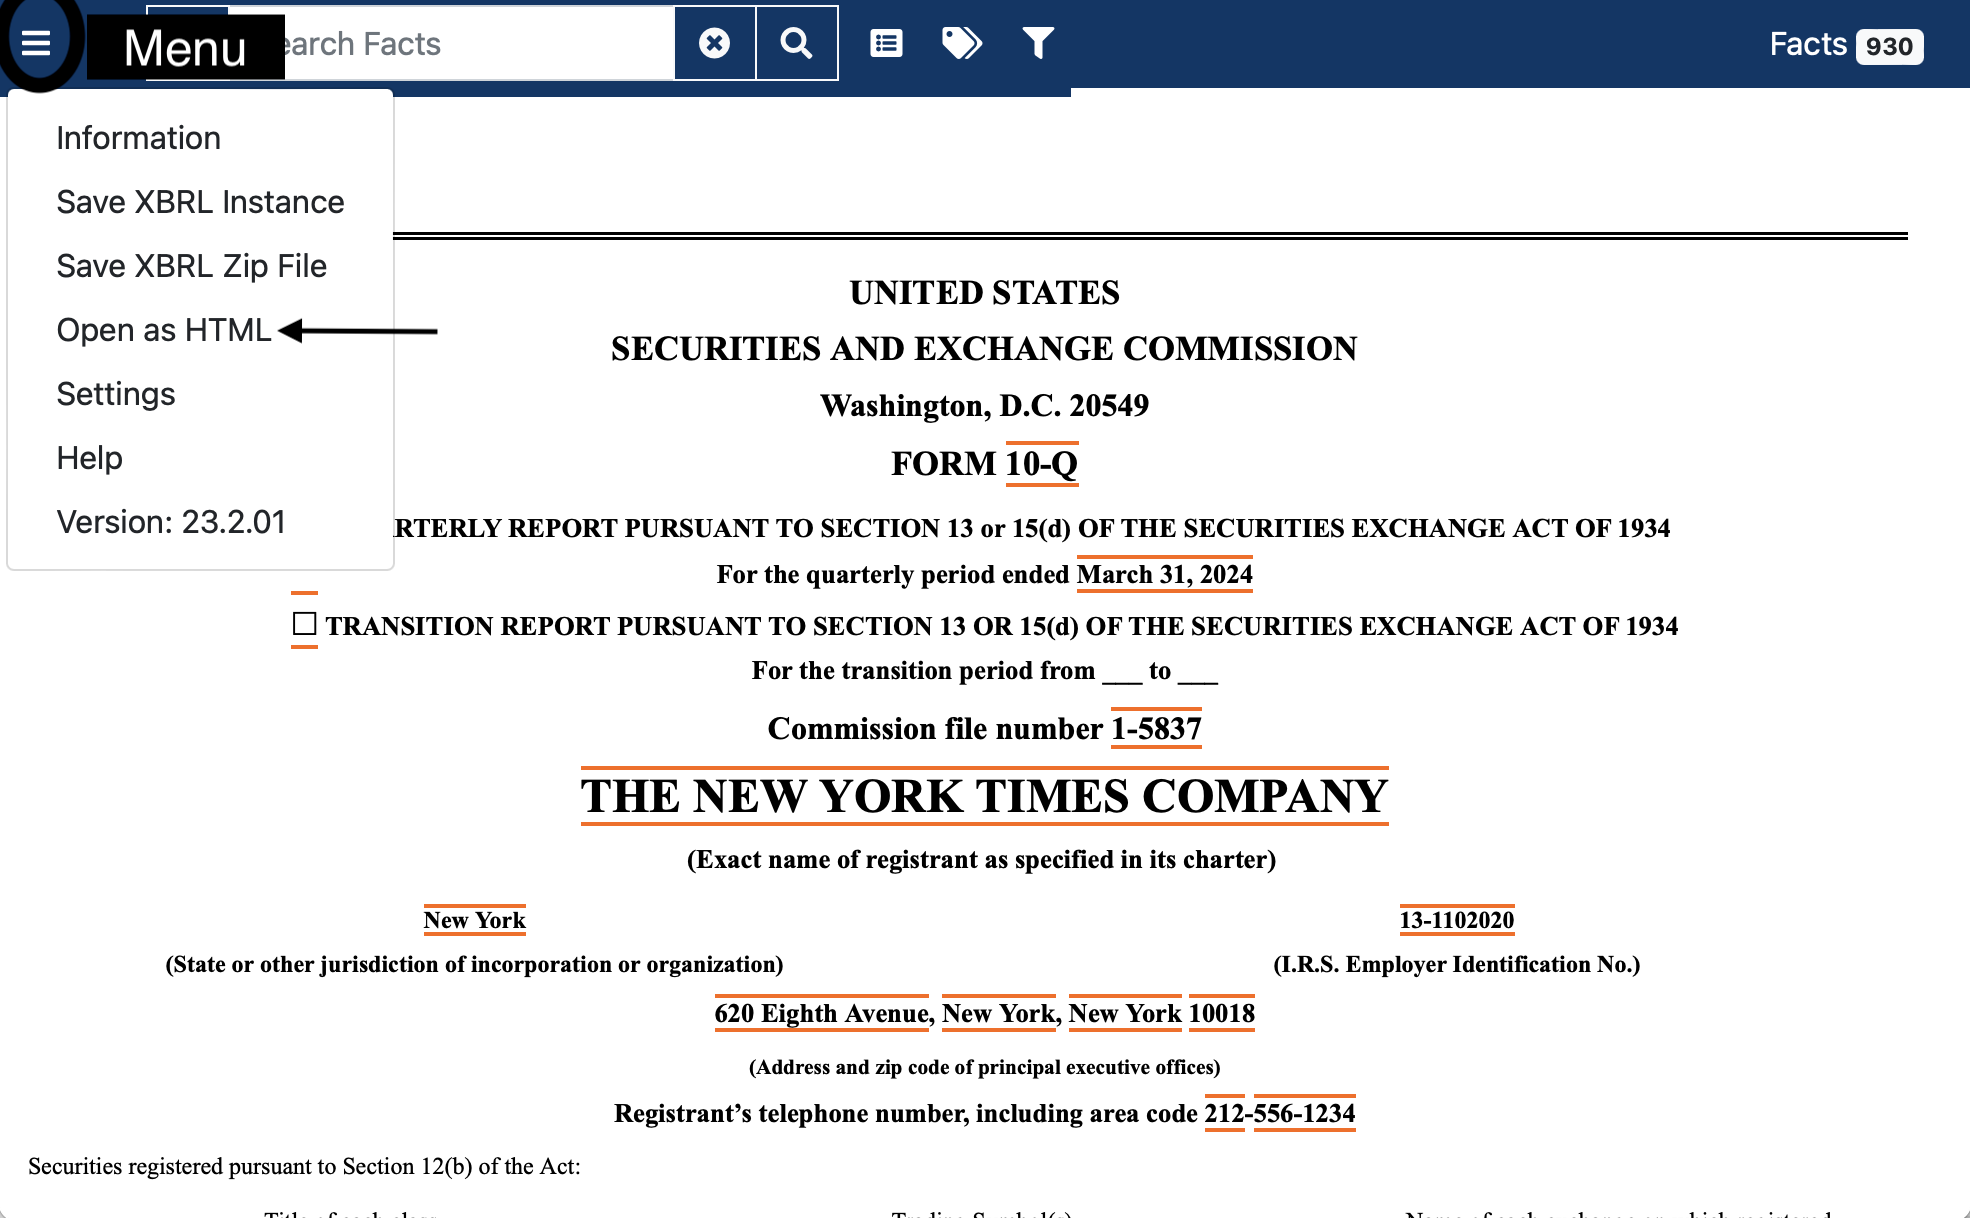 Menu
earch Facts
Facts 930
Information
Save XBRL Instance
Save XBRL Zip File
Open as HTML
Settings
Help
Version: 23.2.01
UNITED STATES
SECURITIES AND EXCHANGE COMMISSION
Washington, D.C. 20549
FORM 10-Q
RTERLY REPORT PURSUANT TO SECTION 13 or 15(d) OF THE SECURITIES EXCHANGE ACT OF 1934
For the quarterly period ended March 31, 2024
☐ TRANSITION REPORT PURSUANT TO SECTION 13 OR 15(d) OF THE SECURITIES EXCHANGE ACT OF 1934
For the transition period from ___ to ___
Commission file number 1-5837
THE NEW YORK TIMES COMPANY
(Exact name of registrant as specified in its charter)
New York
13-1102020
(State or other jurisdiction of incorporation or organization)
(I.R.S. Employer Identification No.)
620 Eighth Avenue, New York, New York 10018
(Address and zip code of principal executive offices)
Registrant’s telephone number, including area code 212-556-1234
Securities registered pursuant to Section 12(b) of the Act: